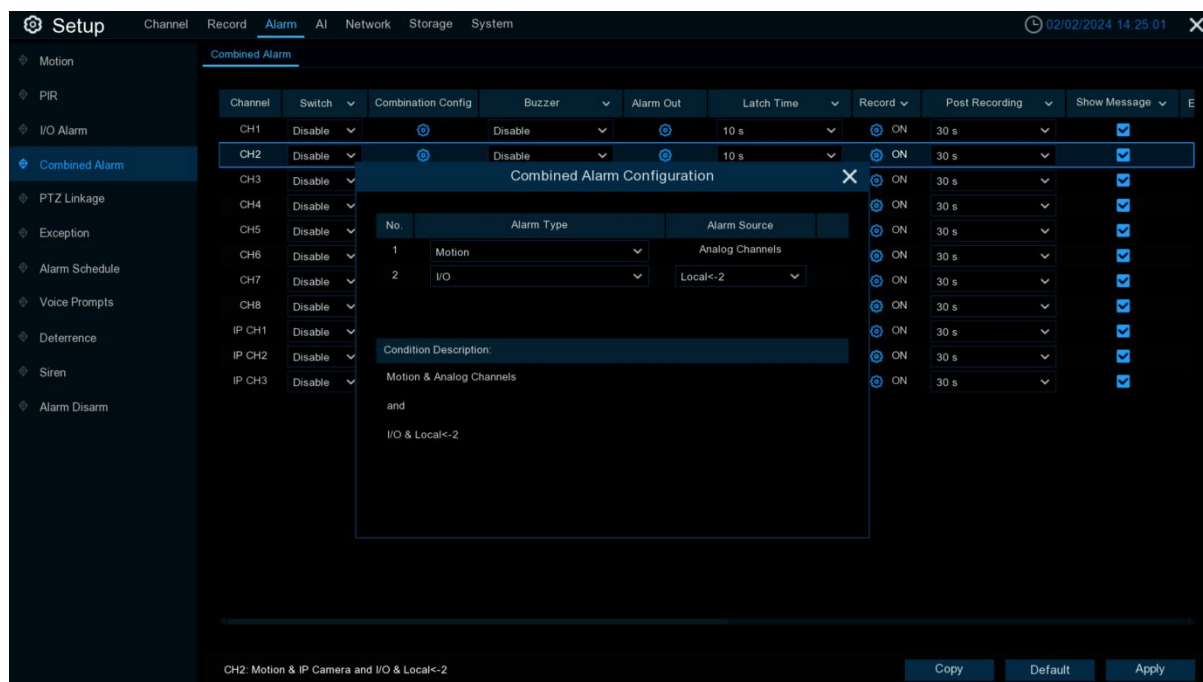 Setup Channel Record Alarm AI Network Storage System 02/02/2024 14:25:01
Combined Alarm
Motion
PIR
I/O Alarm
Combined Alarm
PTZ Linkage
Exception
Alarm Schedule
Voice Prompts
Deterrence
Siren
Alarm Disarm
Channel Switch Combination Config Buzzer Alarm Out Latch Time Record Post Recording Show Message E
CH1 Disable Disable 10 s ON 30 s
CH2 Disable Disable 10 s ON 30 s
CH3 Disable ON 30 s
CH4 Disable ON 30 s
CH5 Disable ON 30 s
CH6 Disable ON 30 s
CH7 Disable ON 30 s
CH8 Disable ON 30 s
IP CH1 Disable ON 30 s
IP CH2 Disable ON 30 s
IP CH3 Disable ON 30 s
Combined Alarm Configuration
No. Alarm Type Alarm Source
1 Motion Analog Channels
2 I/O Local<-2
Condition Description:
Motion & Analog Channels
and
I/O & Local<-2
CH2: Motion & IP Camera and I/O & Local<-2
Copy Default Apply